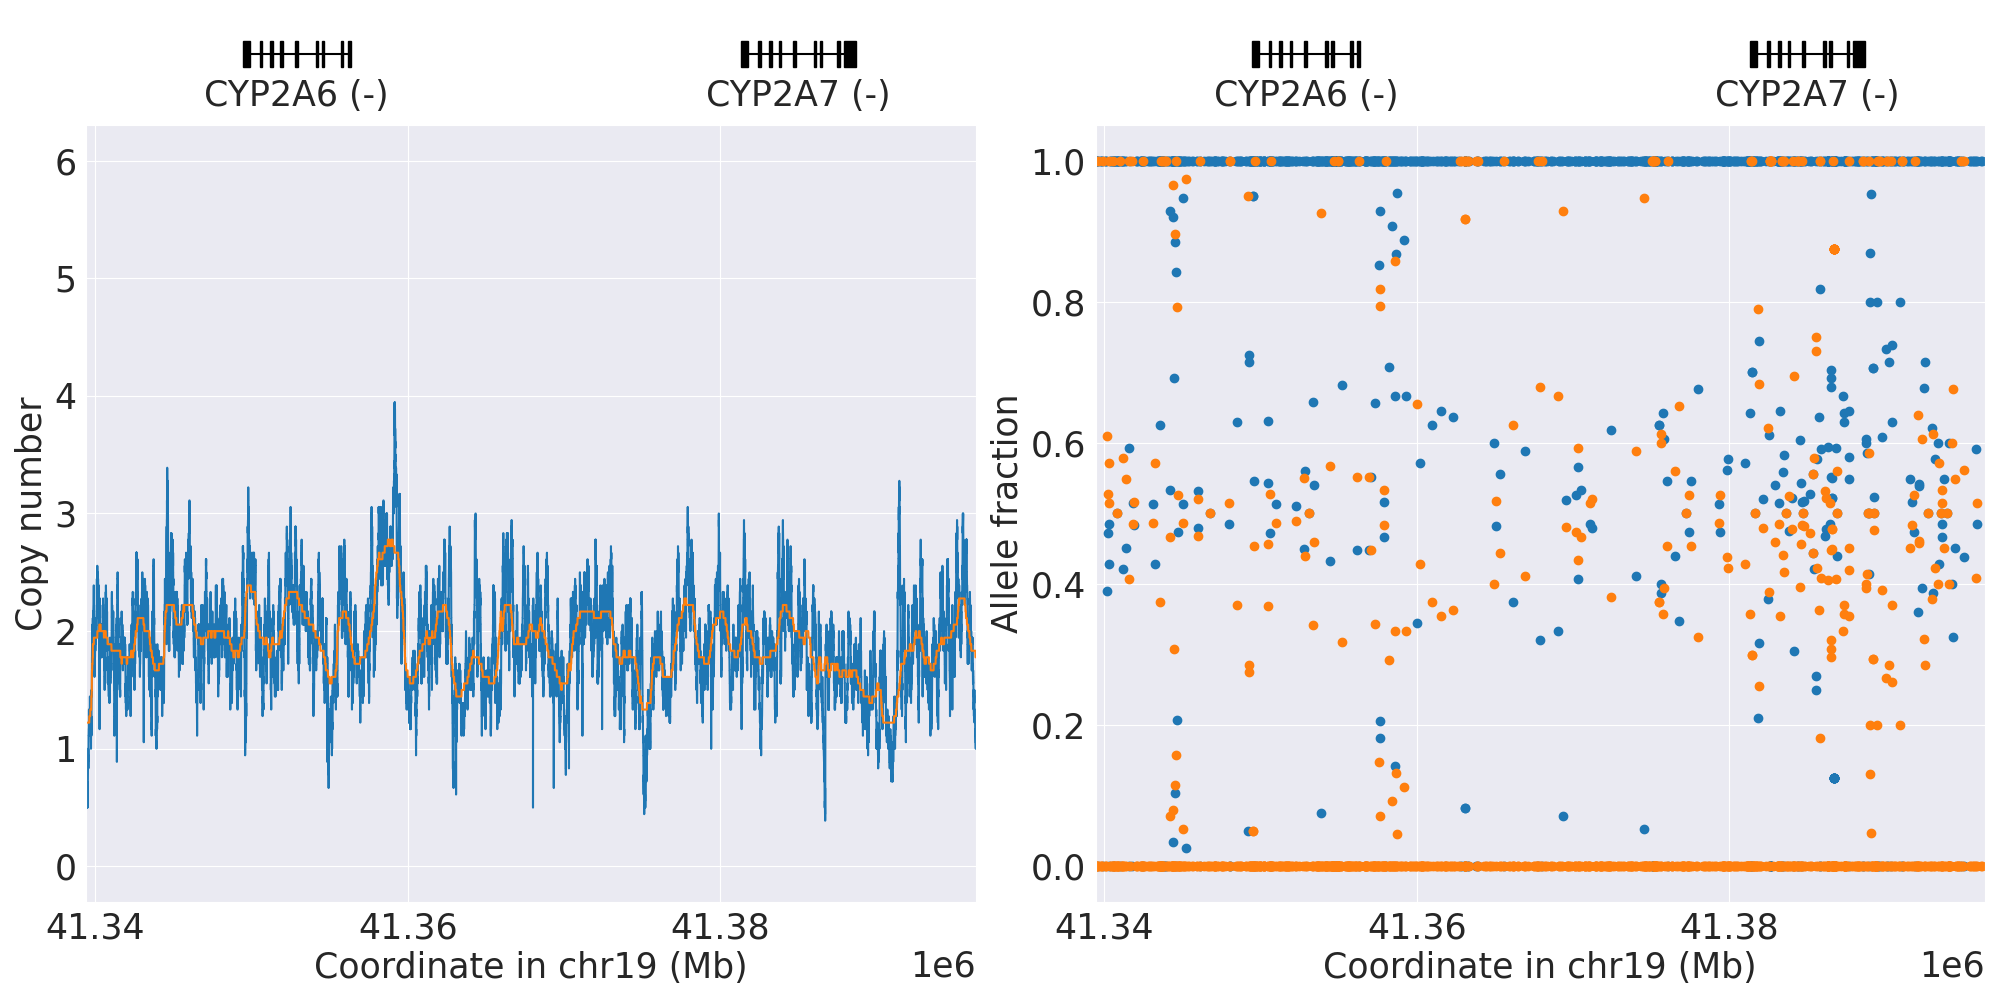 CYP2A6 (-)
CYP2A7 (-)
6
5
4
3
2
1
0
Copy number
41.34
41.36
41.38
Coordinate in chr19 (Mb)
1e6
CYP2A6 (-)
CYP2A7 (-)
1.0
0.8
0.6
0.4
0.2
0.0
Allele fraction
41.34
41.36
41.38
Coordinate in chr19 (Mb)
1e6